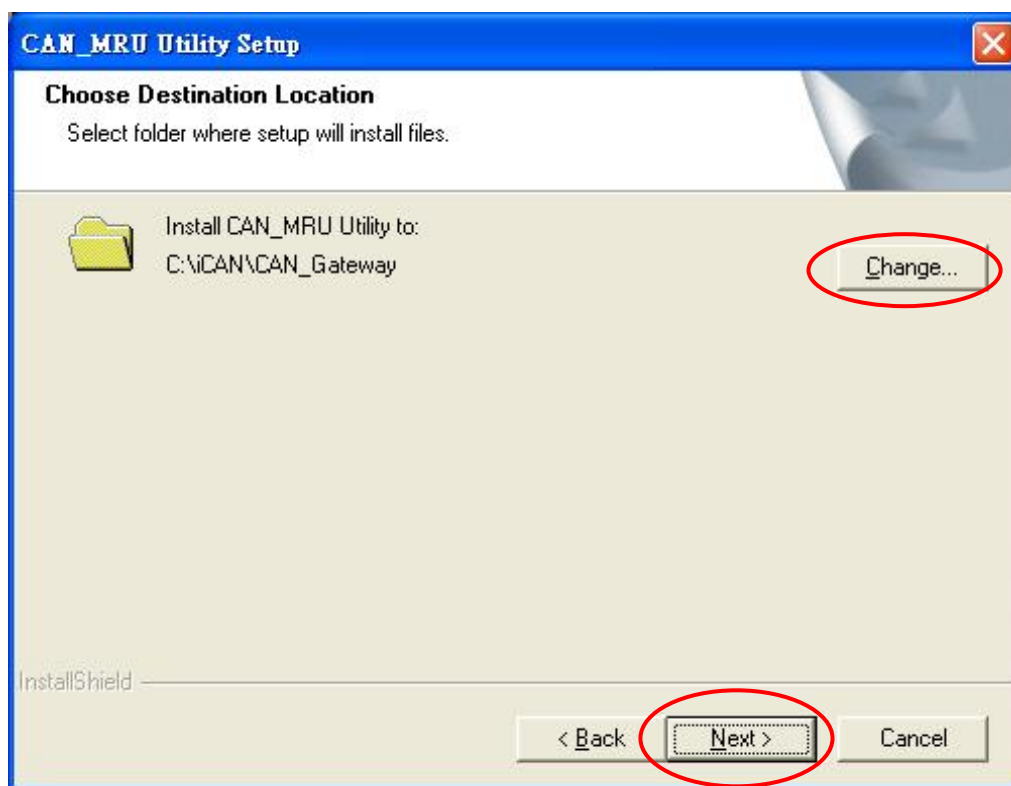 CAN_MRU Utility Setup
Choose Destination Location
Select folder where setup will install files.
Install CAN_MRU Utility to:
C:\iCAN\CAN_Gateway
Change...
InstallShield
< Back
Next >
Cancel